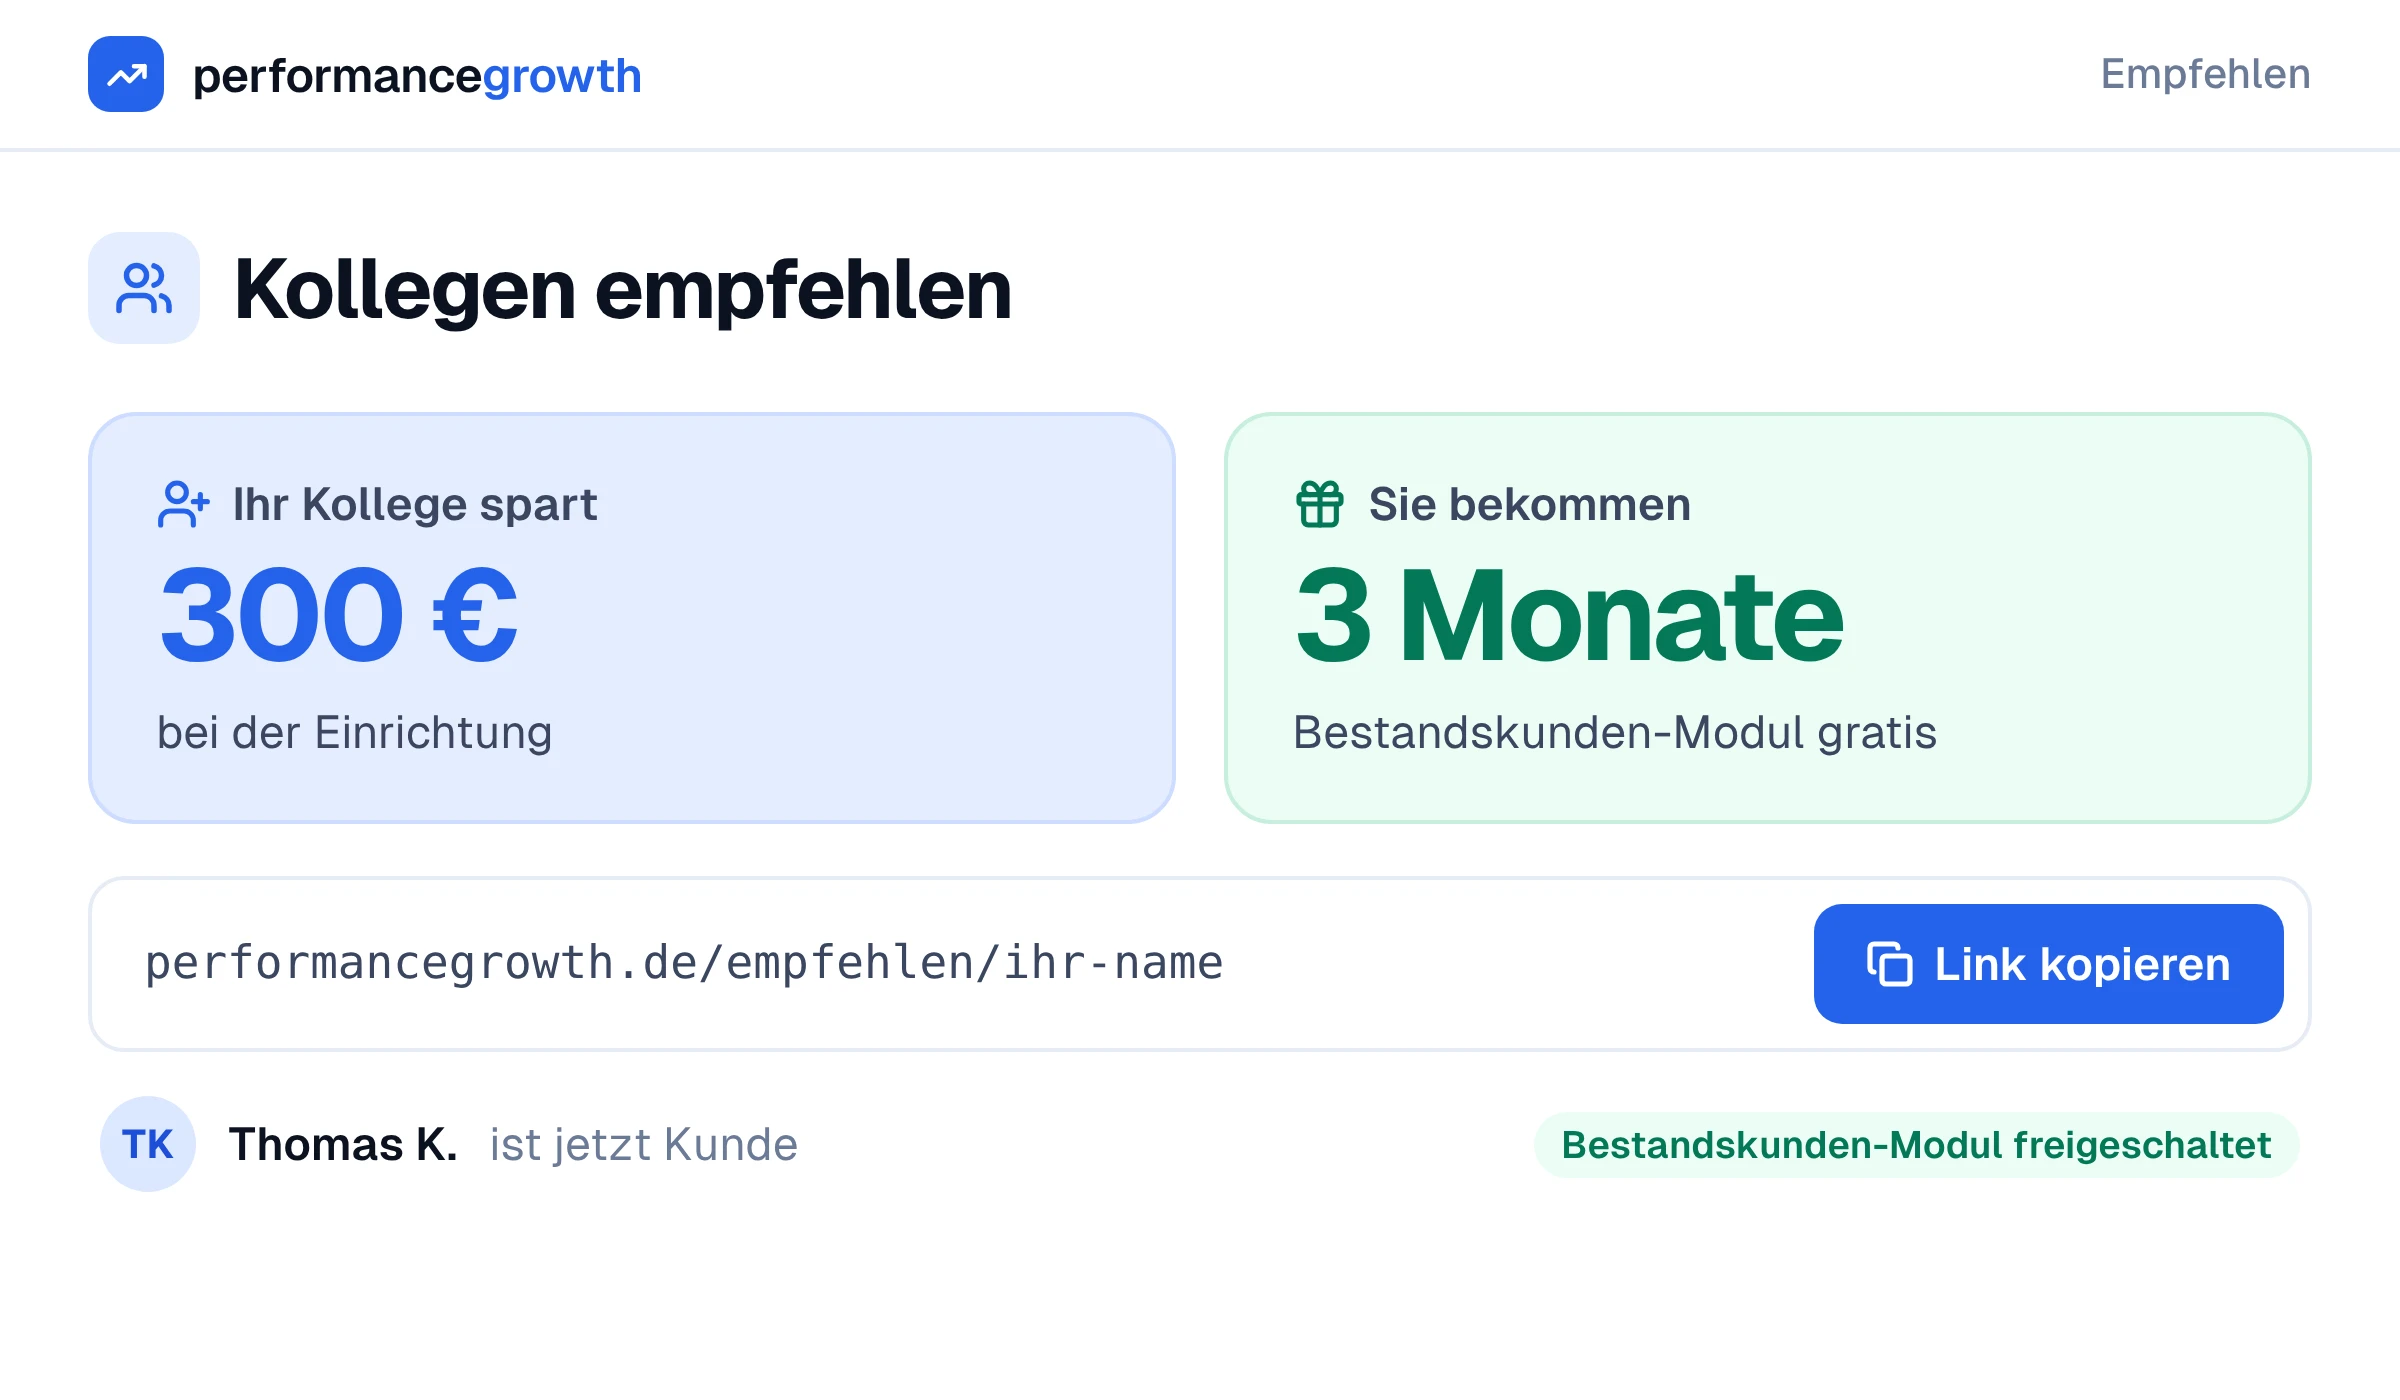 performancegrowth
Empfehlen
Kollegen empfehlen
Ihr Kollege spart
300 €
bei der Einrichtung
Sie bekommen
3 Monate
Bestandskunden-Modul gratis
performancegrowth.de/empfehlen/ihr-name
Link kopieren
TK
Thomas K. ist jetzt Kunde
Bestandskunden-Modul freigeschaltet